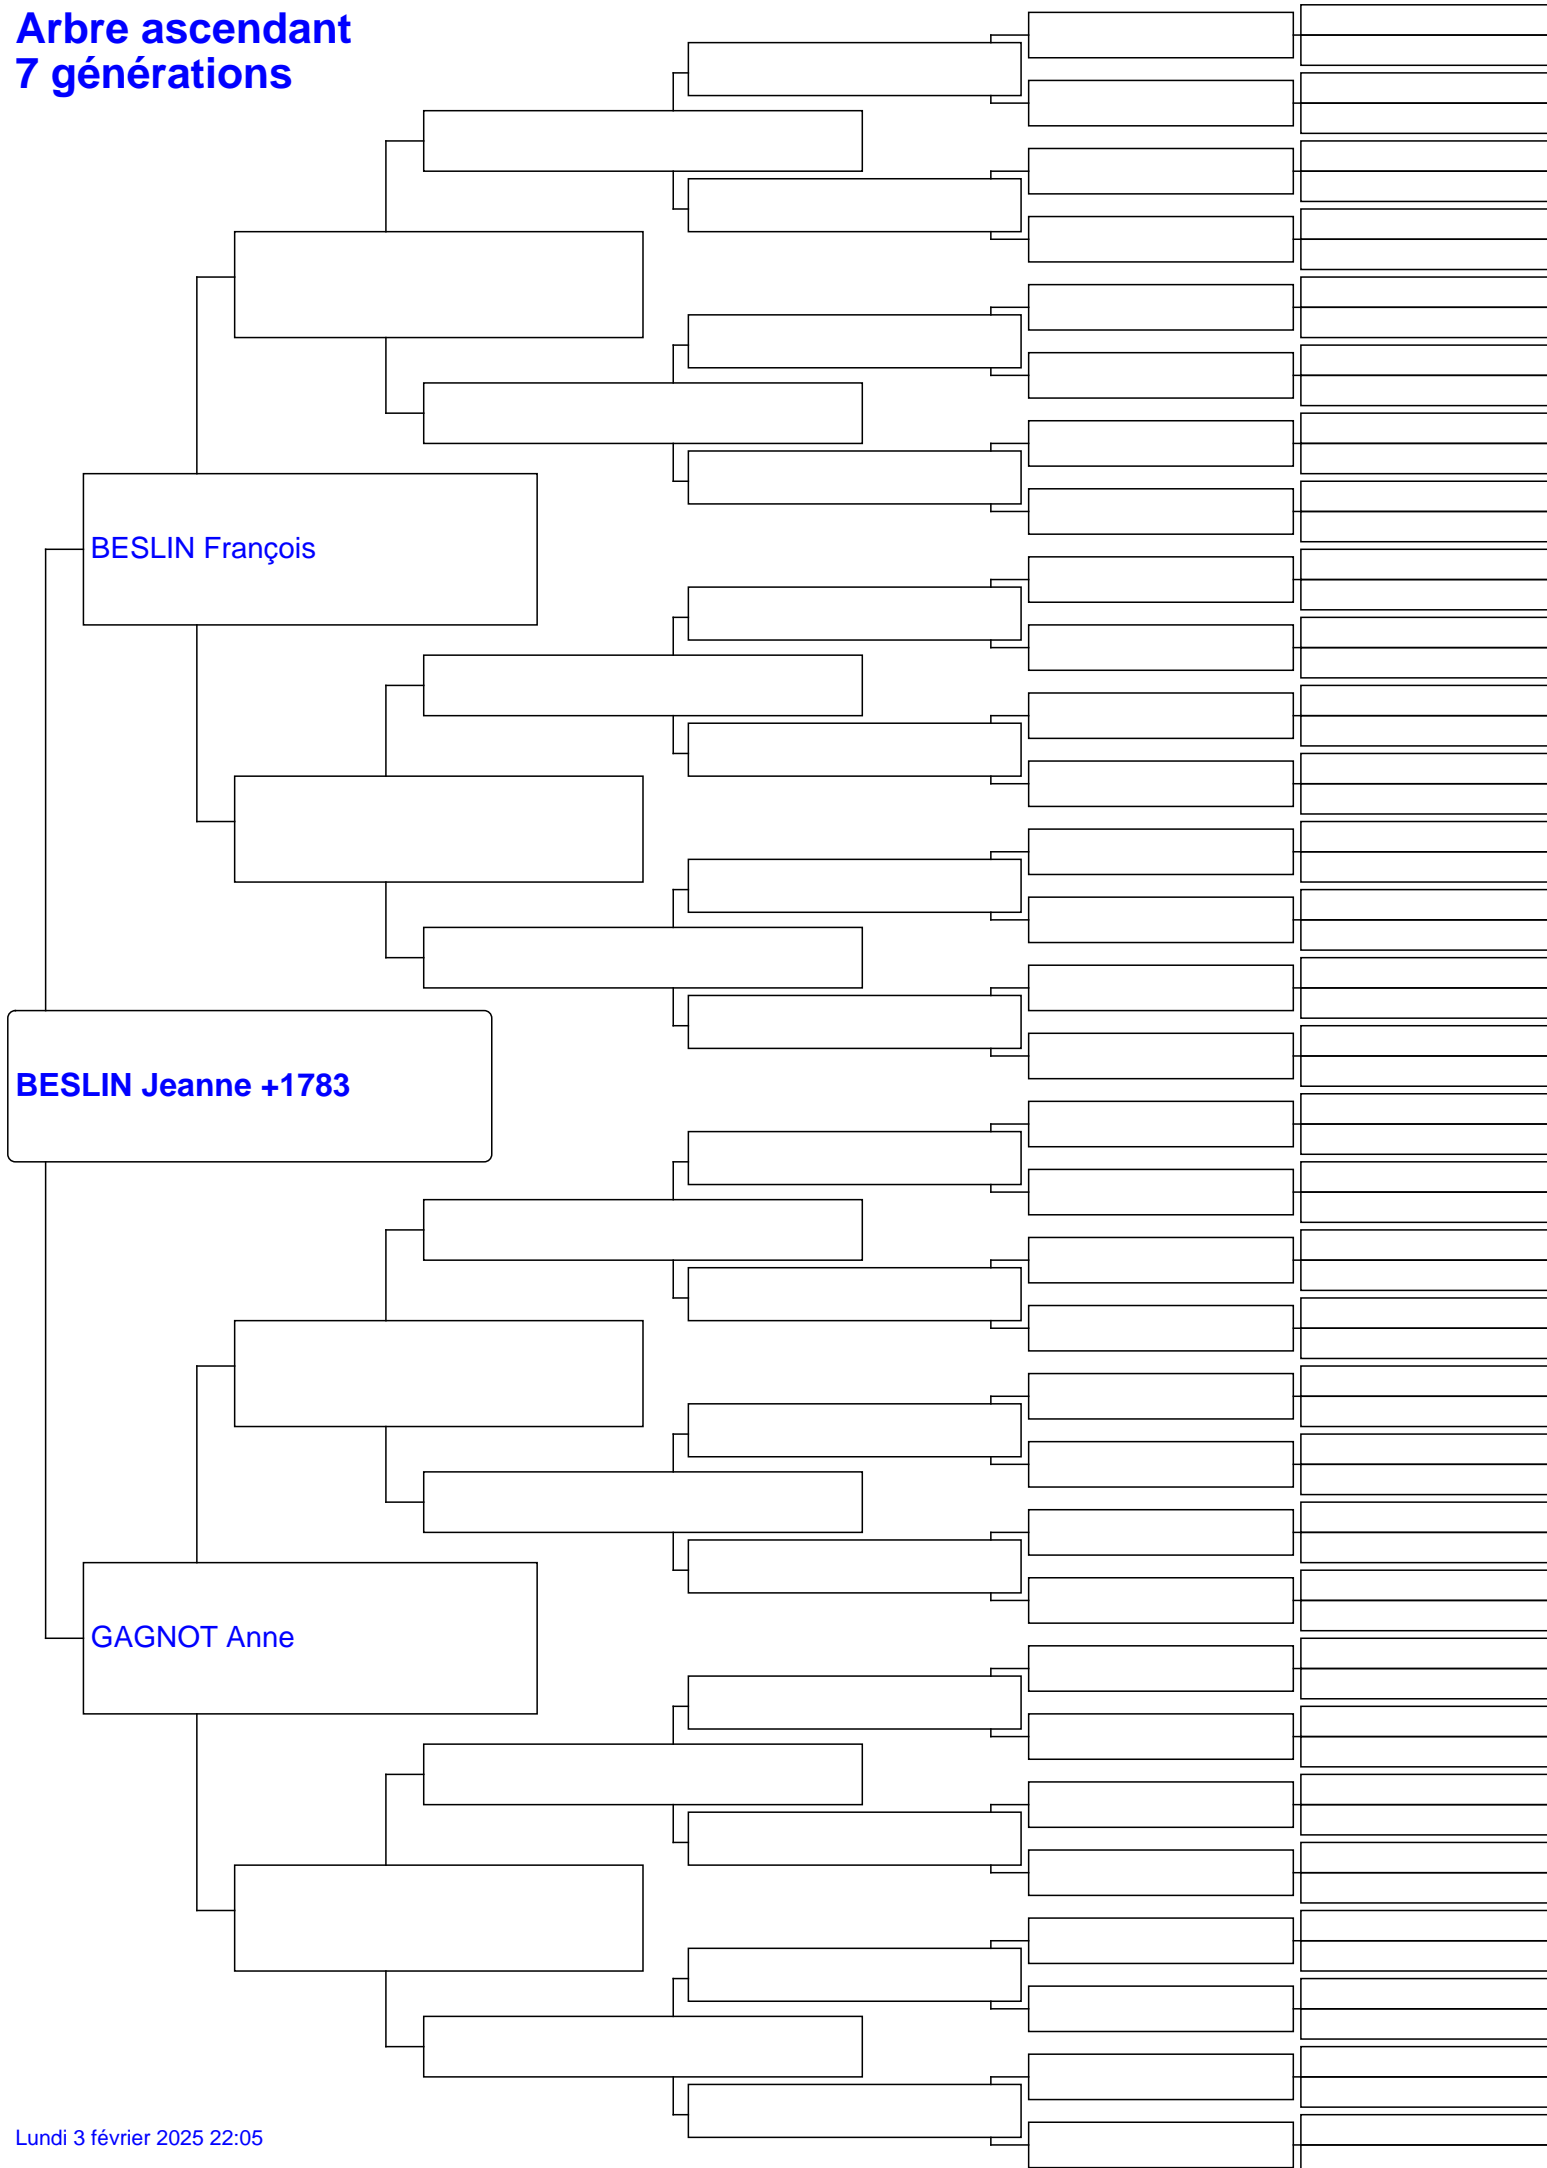 Arbre ascendant
7 générations
BESLIN François
BESLIN Jeanne +1783
GAGNOT Anne
Lundi 3 février 2025 22:05